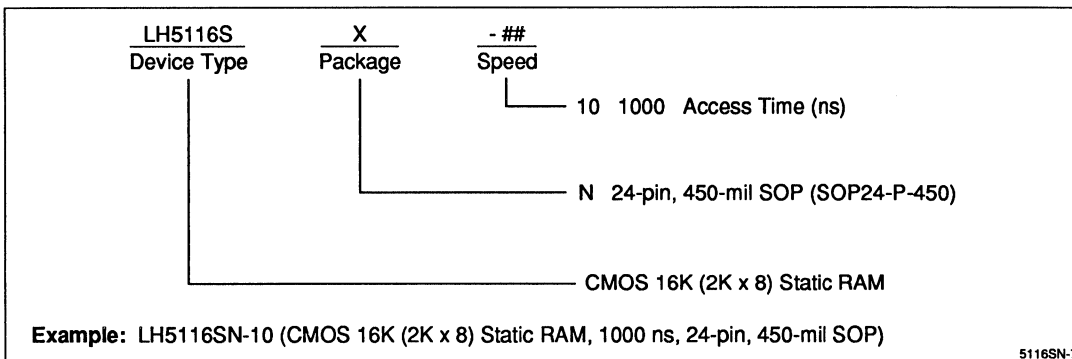 LH5116S X - ##
Device Type Package Speed
10 1000 Access Time (ns)
N 24-pin, 450-mil SOP (SOP24-P-450)
CMOS 16K (2K x 8) Static RAM
Example: LH5116SN-10 (CMOS 16K (2K x 8) Static RAM, 1000 ns, 24-pin, 450-mil SOP)